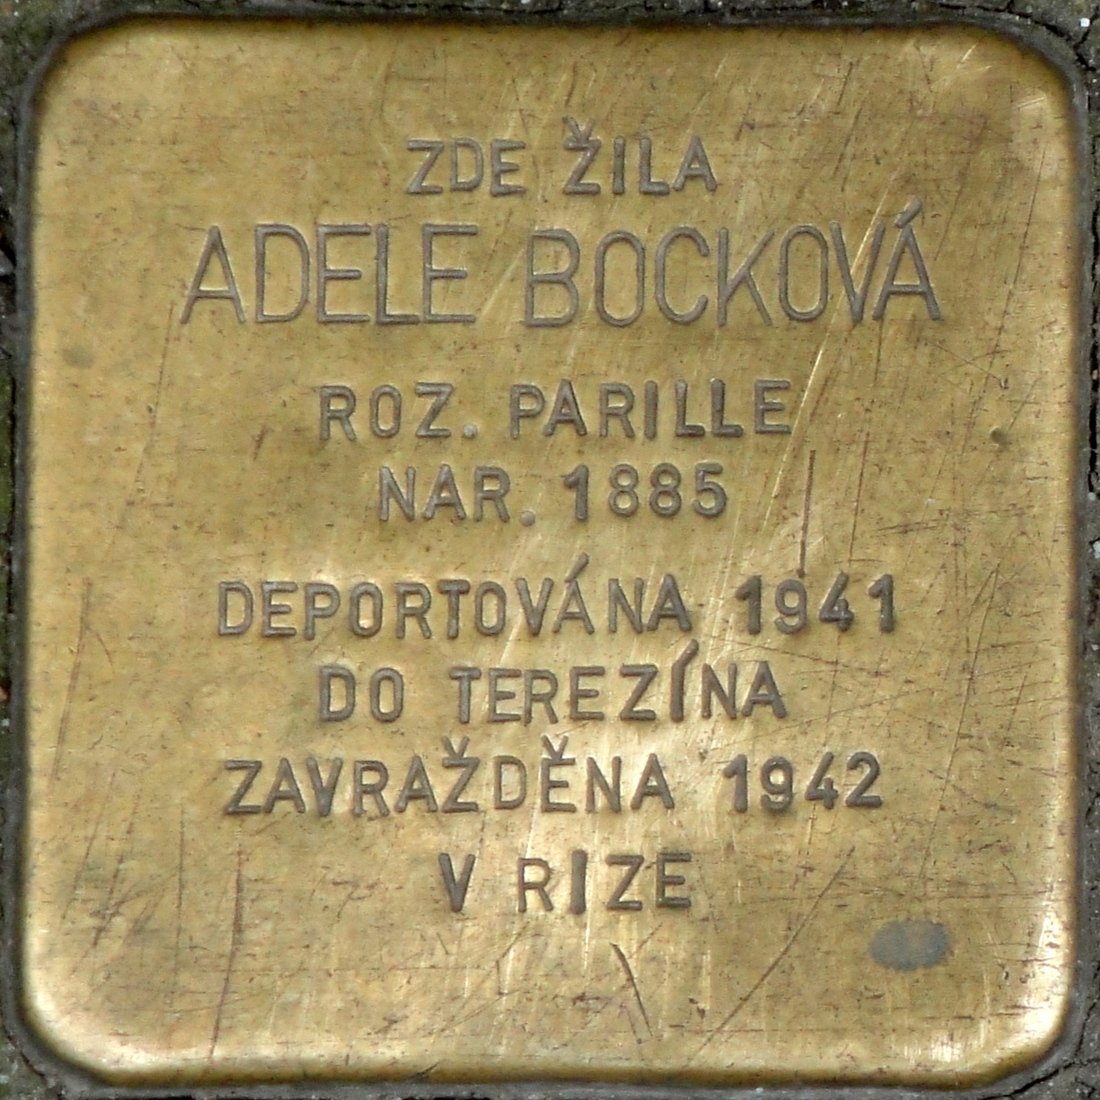 ZDE ŽILA
ADELE BOCKOVÁ
ROZ. PARILLE
NAR. 1885
DEPORTOVÁNA 1941
DO TEREZÍNA
ZAVRAŽDĚNA 1942
V RIZE